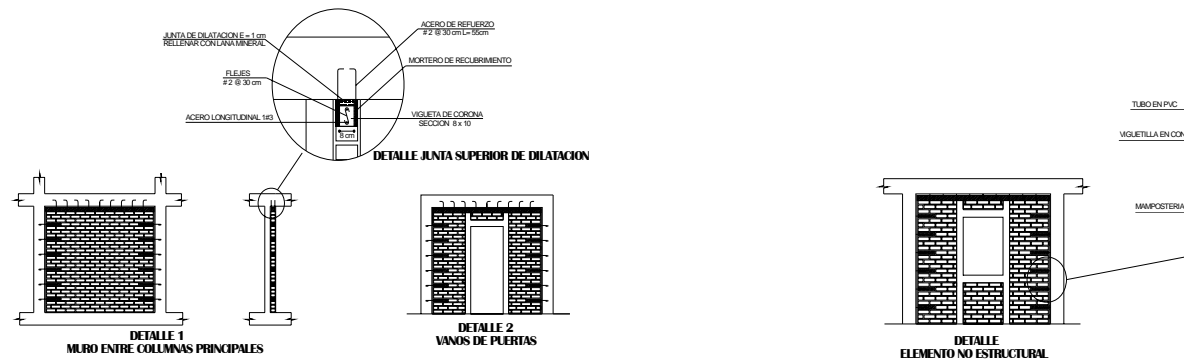 JUNTA DE DILATACION E = 1 cm
RELLENAR CON LANA MINERAL
ACERO DE REFUERZO
# 2 @ 30 cm L= 55cm
FLEJES
# 2 @ 30 cm
MORTERO DE RECUBRIMIENTO
ACERO LONGITUDINAL 1#3
VIGUETA DE CORONA
SECCION 8 x 10
8 cm
DETALLE JUNTA SUPERIOR DE DILATACION
TUBO EN PVC
VIGUETILLA EN CON
MAMPOSTERIA
DETALLE 1
MURO ENTRE COLUMNAS PRINCIPALES
DETALLE 2
VANOS DE PUERTAS
DETALLE
ELEMENTO NO ESTRUCTURAL